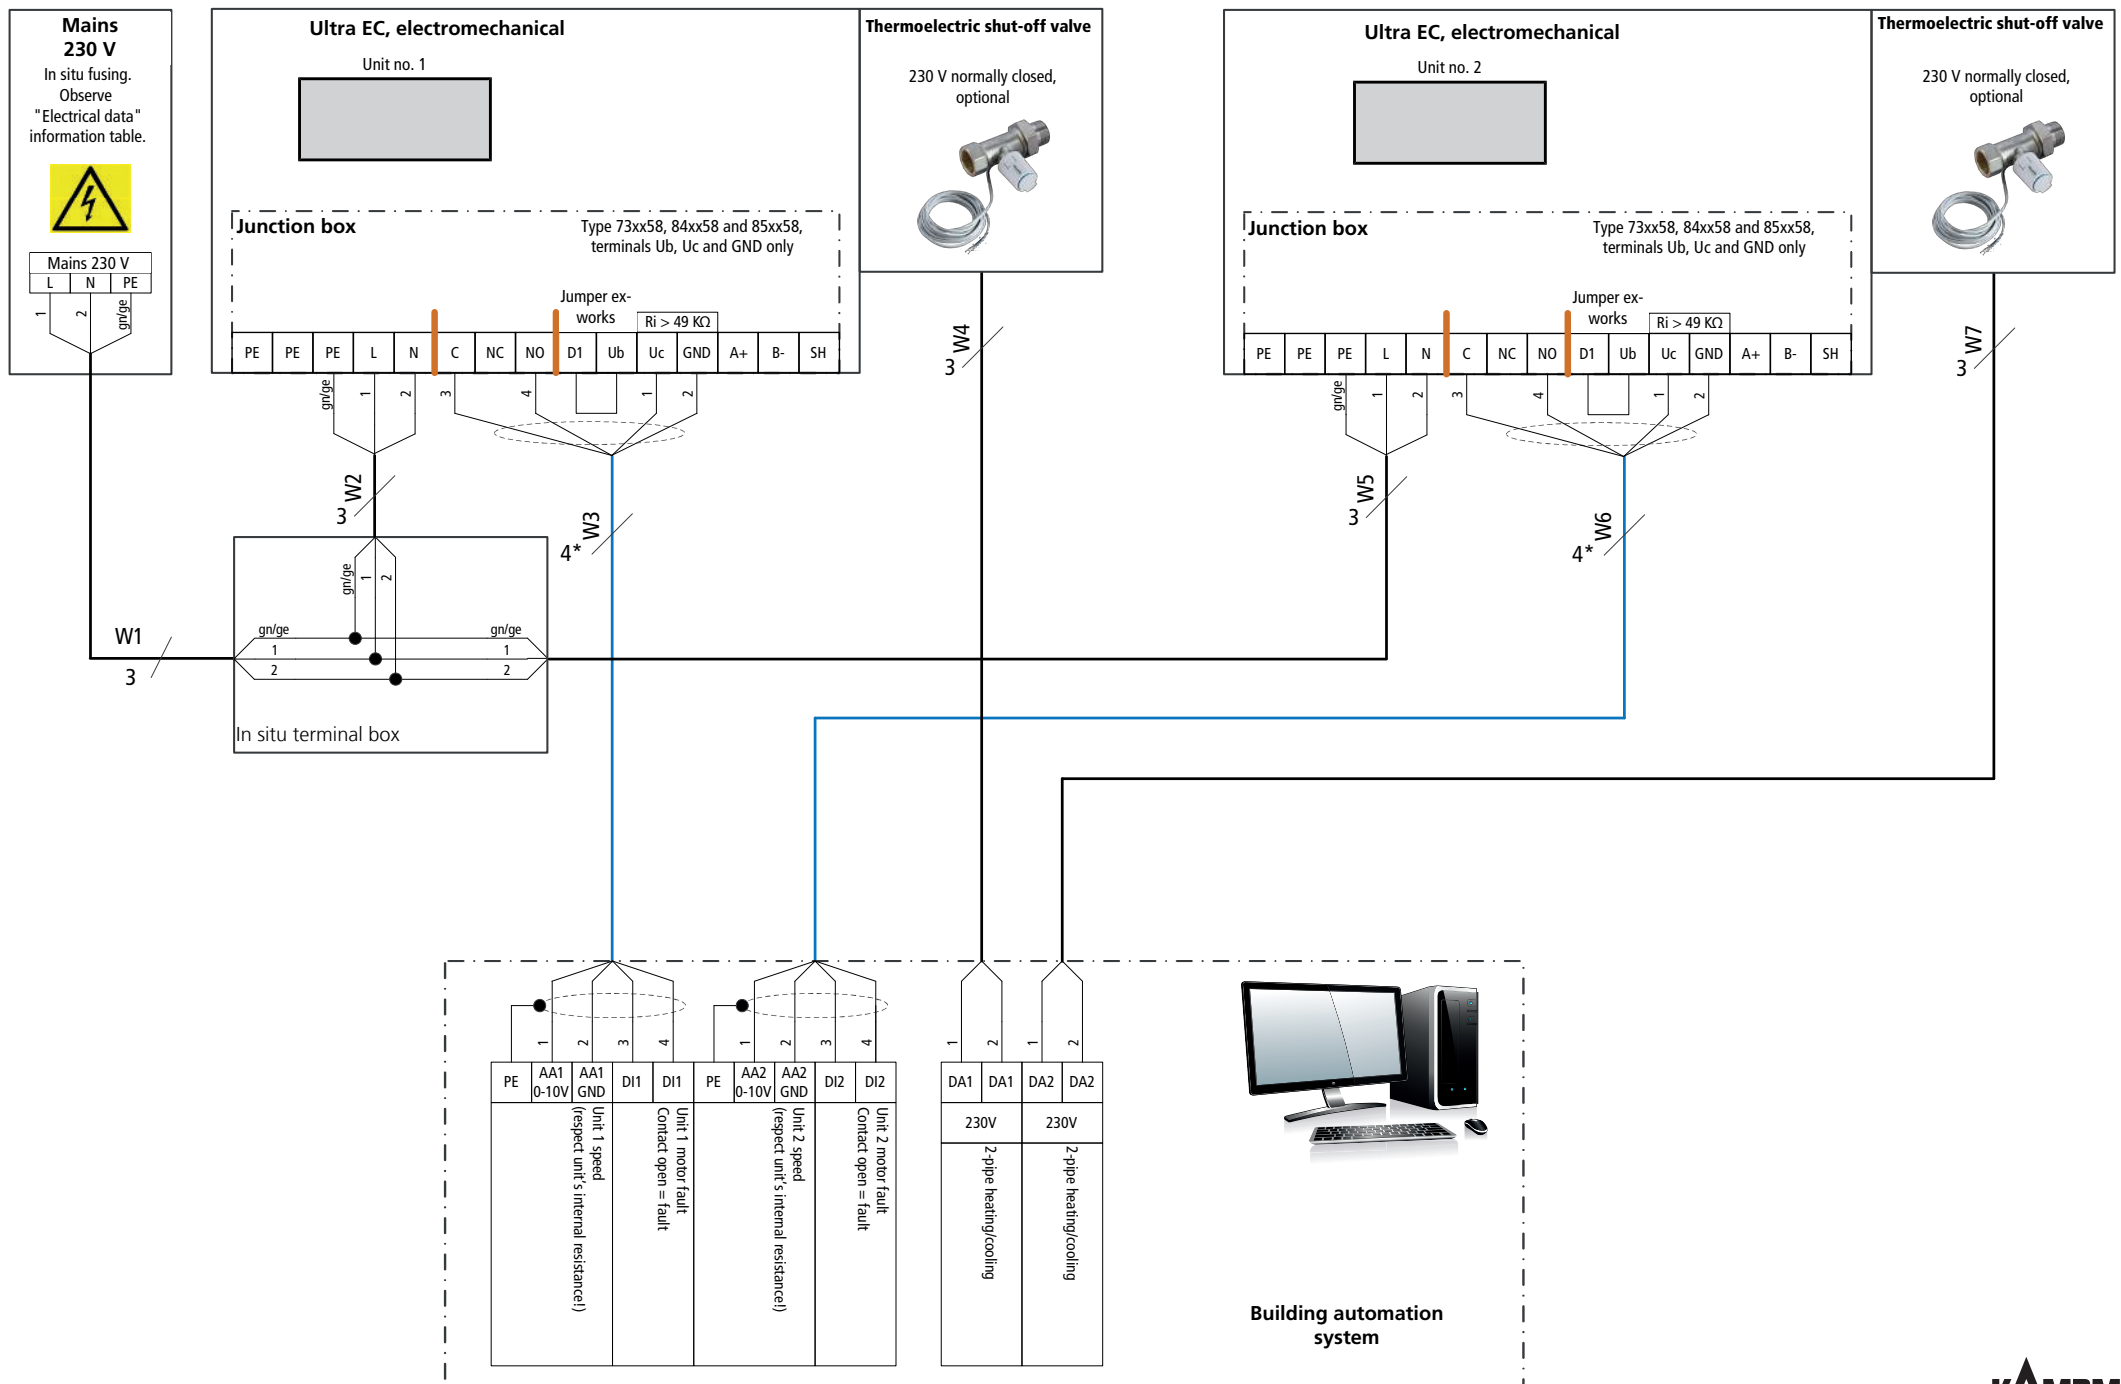 Mains
230 V
In situ fusing.
Observe
"Electrical data"
information table.
Mains 230 V
L N PE
1 2 gn/ge
Ultra EC, electromechanical
Unit no. 1
Junction box
Type 73xx58, 84xx58 and 85xx58,
terminals Ub, Uc and GND only
Jumper ex-
works
Ri > 49 KΩ
PE PE PE L N C NC NO D1 Ub Uc GND A+ B- SH
gn/ge 1 2 3 4 1 2
Thermoelectric shut-off valve
230 V normally closed,
optional
Ultra EC, electromechanical
Unit no. 2
Junction box
Type 73xx58, 84xx58 and 85xx58,
terminals Ub, Uc and GND only
Jumper ex-
works
Ri > 49 KΩ
PE PE PE L N C NC NO D1 Ub Uc GND A+ B- SH
gn/ge 1 2 3 4 1 2
Thermoelectric shut-off valve
230 V normally closed,
optional
W4
3
W7
3
W2
3
W3
4*
W5
3
W6
4*
W1
3
gn/ge 1 2
gn/ge gn/ge
1 1
2 2
In situ terminal box
1 2 3 4 1 2 3 4 1 2 1 2
PE AA1 0-10V AA1 GND DI1 DI1 PE AA2 0-10V AA2 GND DI2 DI2
DA1 DA1 DA2 DA2
230V 230V
Unit 1 speed
(respect unit's internal resistance!)
Unit 1 motor fault
Contact open = fault
Unit 2 speed
(respect unit's internal resistance!)
Unit 2 motor fault
Contact open = fault
2-pipe heating/cooling
2-pipe heating/cooling
Building automation
system